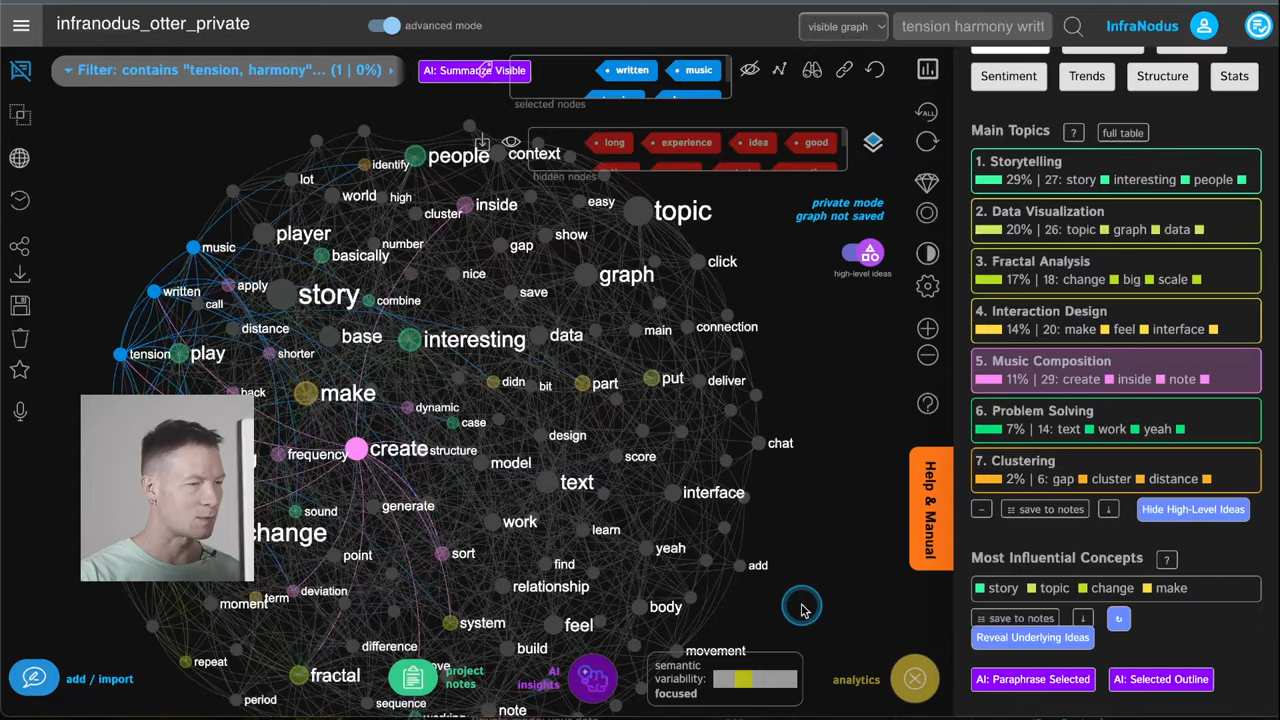 infranodus_otter_private
advanced mode
visible graph
tension harmony writt
InfraNodus
Filter: contains "tension, harmony"... (1 | 0%)
AI: Summarize Visible
written
music
selected nodes
long
experience
idea
good
hidden nodes
private mode
graph not saved
high-level ideas
identify
people
context
lot
world
high
inside
easy
topic
cluster
player
music
number
gap
show
basically
nice
graph
click
apply
written
call
story
combine
save
distance
base
interesting
data
main
connection
tension
play
shorter
didn
bit
part
put
deliver
back
make
dynamic
case
design
score
chat
create
structure
frequency
model
text
interface
generate
sound
change
work
learn
yeah
point
sort
find
add
deviation
relationship
moment
term
body
system
feel
difference
build
movement
repeat
fractal
period
sequence
note
working
add / import
project
notes
AI
insights
semantic
variability:
focused
analytics
Help & Manual
Sentiment
Trends
Structure
Stats
Main Topics
?
full table
1. Storytelling
29% | 27: story interesting people
2. Data Visualization
20% | 26: topic graph data
3. Fractal Analysis
17% | 18: change big scale
4. Interaction Design
14% | 20: make feel interface
5. Music Composition
11% | 29: create inside note
6. Problem Solving
7% | 14: text work yeah
7. Clustering
2% | 6: gap cluster distance
save to notes
Hide High-Level Ideas
Most Influential Concepts
?
story topic change make
save to notes
Reveal Underlying Ideas
AI: Paraphrase Selected
AI: Selected Outline